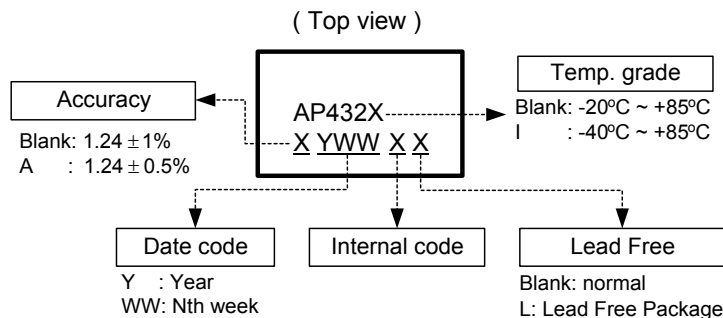 ( Top view )
Accuracy
Blank: 1.24 ± 1%
A : 1.24 ± 0.5%
AP432X
X YWW X X
Temp. grade
Blank: -20ºC ~ +85ºC
I : -40ºC ~ +85ºC
Date code
Y : Year
WW: Nth week
Internal code
Lead Free
Blank: normal
L: Lead Free Package